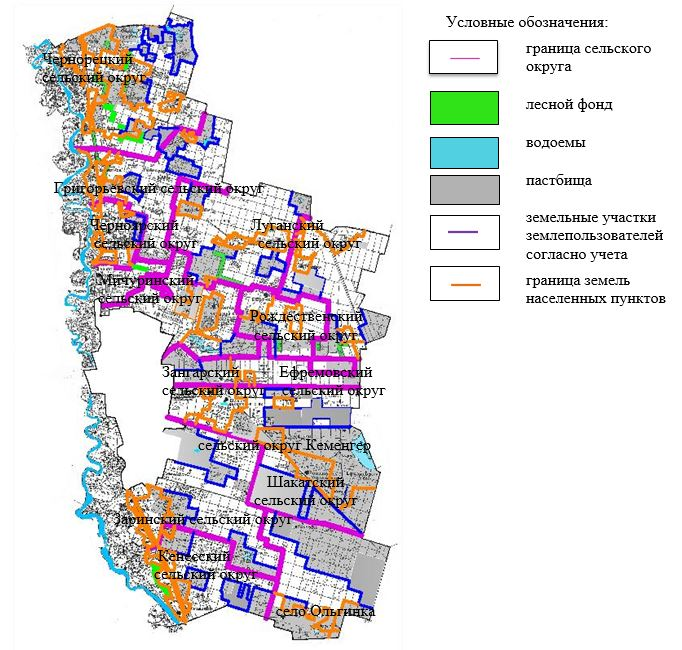 Условные обозначения:
граница сельского
округа
лесной фонд
водоемы
пастбища
земельные участки
землепользователей
согласно учета
граница земель
населенных пунктов
Чернорецкий
сельский округ
Григорьевский сельский округ
Черноярский
сельский округ
Луганский
сельский округ
Мичуринский
сельский округ
Рождественский
сельский округ
Зангарский
сельский округ
Ефремовский
сельский округ
сельский округ Кеменгер
Шакатский
сельский округ
Заринский сельский округ
Кенесский
сельский округ
село Ольгинка